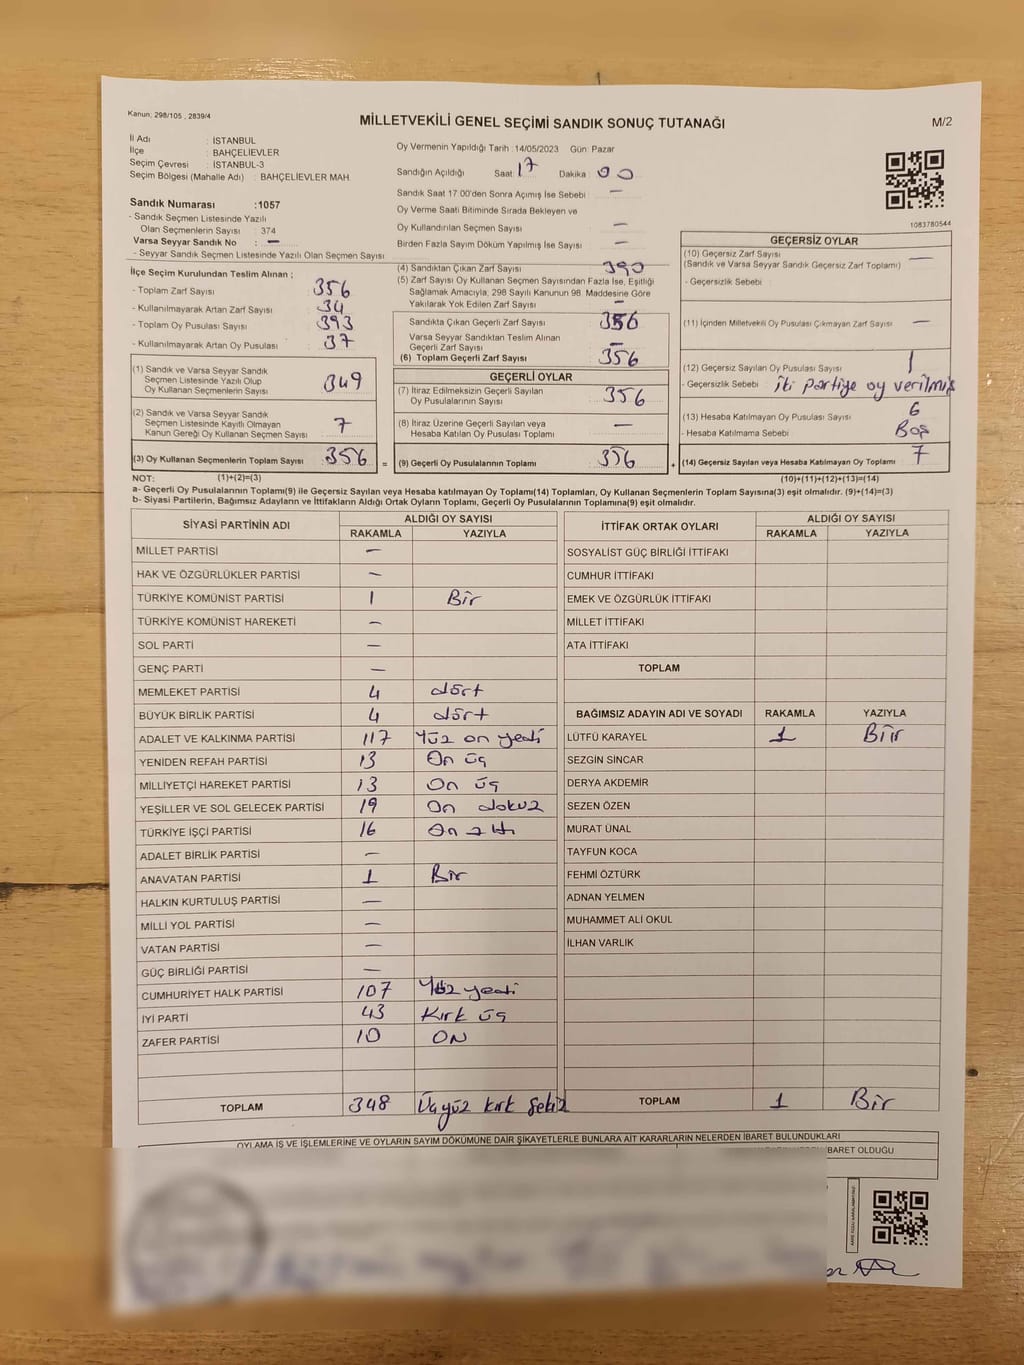 Kanun; 298/105 , 2839/4
MİLLETVEKİLİ GENEL SEÇİMİ SANDIK SONUÇ TUTANAĞI
M/2
İl Adı : İSTANBUL
İlçe : BAHÇELİEVLER
Seçim Çevresi : İSTANBUL-3
Seçim Bölgesi (Mahalle Adı) : BAHÇELİEVLER MAH.
Sandık Numarası :1057
- Sandık Seçmen Listesinde Yazılı
Olan Seçmenlerin Sayısı : 374
Varsa Seyyar Sandık No : –
- Seyyar Sandık Seçmen Listesinde Yazılı Olan Seçmen Sayısı
Oy Vermenin Yapıldığı Tarih :14/05/2023 Gün: Pazar
Sandığın Açıldığı Saat: 17 Dakika: 00
Sandık Saat 17.00'den Sonra Açımış İse Sebebi –
Oy Verme Saati Bitiminde Sırada Bekleyen ve
Oy Kullandırılan Seçmen Sayısı –
Birden Fazla Sayım Döküm Yapılmış İse Sayısı –
1083780544
İlçe Seçim Kurulundan Teslim Alınan ;
- Toplam Zarf Sayısı 356
- Kullanılmayarak Artan Zarf Sayısı 34
- Toplam Oy Pusulası Sayısı 393
- Kullanılmayarak Artan Oy Pusulası 37
(1) Sandık ve Varsa Seyyar Sandık
Seçmen Listesinde Yazılı Olup
Oy Kullanan Seçmenlerin Sayısı 349
(2) Sandık ve Varsa Seyyar Sandık
Seçmen Listesinde Kayıtlı Olmayan
Kanun Gereği Oy Kullanan Seçmen Sayısı 7
(3) Oy Kullanan Seçmenlerin Toplam Sayısı 356 =
(4) Sandıktan Çıkan Zarf Sayısı 390
(5) Zarf Sayısı Oy Kullanan Seçmen Sayısından Fazla İse, Eşitliği
Sağlamak Amacıyla; 298 Sayılı Kanunun 98. Maddesine Göre
Yakılarak Yok Edilen Zarf Sayısı –
Sandıkta Çıkan Geçerli Zarf Sayısı 356
Varsa Seyyar Sandıktan Teslim Alınan
Geçerli Zarf Sayısı –
(6) Toplam Geçerli Zarf Sayısı 356
GEÇERLİ OYLAR
(7) İtiraz Edilmeksizin Geçerli Sayılan
Oy Pusulalarının Sayısı 356
(8) İtiraz Üzerine Geçerli Sayılan veya
Hesaba Katılan Oy Pusulası Toplamı –
(9) Geçerli Oy Pusulalarının Toplamı 356 +
GEÇERSİZ OYLAR
(10) Geçersiz Zarf Sayısı
(Sandık ve Varsa Seyyar Sandık Geçersiz Zarf Toplamı) –
- Geçersizlik Sebebi
(11) İçinden Milletvekili Oy Pusulası Çıkmayan Zarf Sayısı –
(12) Geçersiz Sayılan Oy Pusulası Sayısı 1
- Geçersizlik Sebebi : iki partiye oy verilmiş
(13) Hesaba Katılmayan Oy Pusulası Sayısı 6
- Hesaba Katılmama Sebebi Boş
(14) Geçersiz Sayılan veya Hesaba Katılmayan Oy Pusulası Toplamı 7
NOT: (1)+(2)=(3) (10)+(11)+(12)+(13)=(14)
a- Geçerli Oy Pusulalarının Toplamı(9) ile Geçersiz Sayılan veya Hesaba katılmayan Oy Toplamı(14) Toplamları, Oy Kullanan Seçmenlerin Toplam Sayısına(3) eşit olmalıdır. (9)+(14)=(3)
b- Siyasi Partilerin, Bağımsız Adayların ve İttifakların Aldığı Ortak Oyların Toplamı, Geçerli Oy Pusulalarının Toplamına(9) eşit olmalıdır.
SİYASİ PARTİNİN ADI ALDIĞI OY SAYISI
RAKAMLA YAZIYLA
MİLLET PARTİSİ –
HAK VE ÖZGÜRLÜKLER PARTİSİ –
TÜRKİYE KOMÜNİST PARTİSİ 1 Bir
TÜRKİYE KOMÜNİST HAREKETİ –
SOL PARTİ –
GENÇ PARTİ –
MEMLEKET PARTİSİ 4 dört
BÜYÜK BİRLİK PARTİSİ 4 dört
ADALET VE KALKINMA PARTİSİ 117 Yüz on yedi
YENİDEN REFAH PARTİSİ 13 On üç
MİLLİYETÇİ HAREKET PARTİSİ 13 On üç
YEŞİLLER VE SOL GELECEK PARTİSİ 19 On dokuz
TÜRKİYE İŞÇİ PARTİSİ 16 On altı
ADALET BİRLİK PARTİSİ –
ANAVATAN PARTİSİ 1 Bir
HALKIN KURTULUŞ PARTİSİ –
MİLLİ YOL PARTİSİ –
VATAN PARTİSİ –
GÜÇ BİRLİĞİ PARTİSİ –
CUMHURİYET HALK PARTİSİ 107 Yüz yedi
İYİ PARTİ 43 Kırk üç
ZAFER PARTİSİ 10 ON
TOPLAM 348 Üçyüz kırk sekiz
İTTİFAK ORTAK OYLARI ALDIĞI OY SAYISI
RAKAMLA YAZIYLA
SOSYALİST GÜÇ BİRLİĞİ İTTİFAKI
CUMHUR İTTİFAKI
EMEK VE ÖZGÜRLÜK İTTİFAKI
MİLLET İTTİFAKI
ATA İTTİFAKI
TOPLAM
BAĞIMSIZ ADAYIN ADI VE SOYADI RAKAMLA YAZIYLA
LÜTFÜ KARAYEL 1 Bir
SEZGİN SİNCAR
DERYA AKDEMİR
SEZEN ÖZEN
MURAT ÜNAL
TAYFUN KOCA
FEHMİ ÖZTÜRK
ADNAN YELMEN
MUHAMMET ALİ OKUL
İLHAN VARLIK
TOPLAM 1 Bir
OYLAMA İŞ VE İŞLEMLERİNE VE OYLARIN SAYIM DÖKÜMÜNE DAİR ŞİKAYETLERLE BUNLARA AİT KARARLARIN NELERDEN İBARET BULUNDUKLARI
BARET OLDUĞU